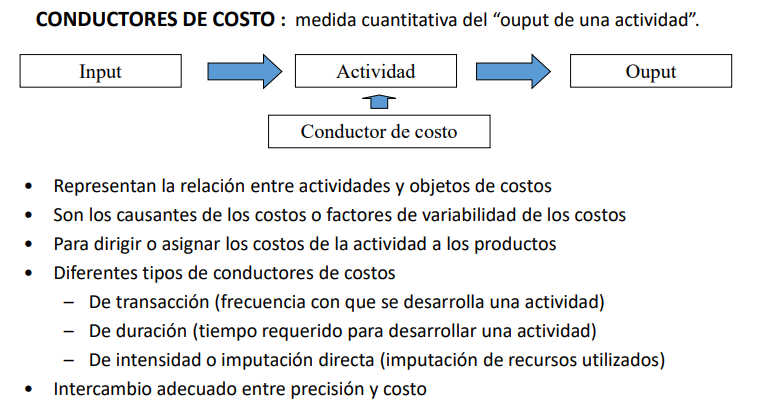 CONDUCTORES DE COSTO : medida cuantitativa del “ouput de una actividad”.
Input
Actividad
Ouput
Conductor de costo
• Representan la relación entre actividades y objetos de costos
• Son los causantes de los costos o factores de variabilidad de los costos
• Para dirigir o asignar los costos de la actividad a los productos
• Diferentes tipos de conductores de costos
– De transacción (frecuencia con que se desarrolla una actividad)
– De duración (tiempo requerido para desarrollar una actividad)
– De intensidad o imputación directa (imputación de recursos utilizados)
• Intercambio adecuado entre precisión y costo